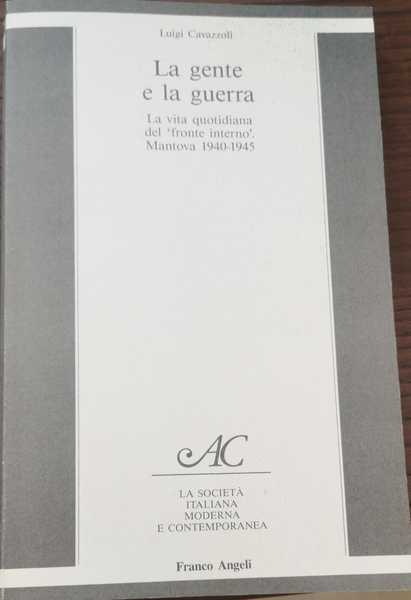 Luigi Cavazzoli
La gente
e la guerra
La vita quotidiana
del ‘fronte interno’.
Mantova 1940-1945
AC
LA SOCIETÀ
ITALIANA
MODERNA
E CONTEMPORANEA
Franco Angeli